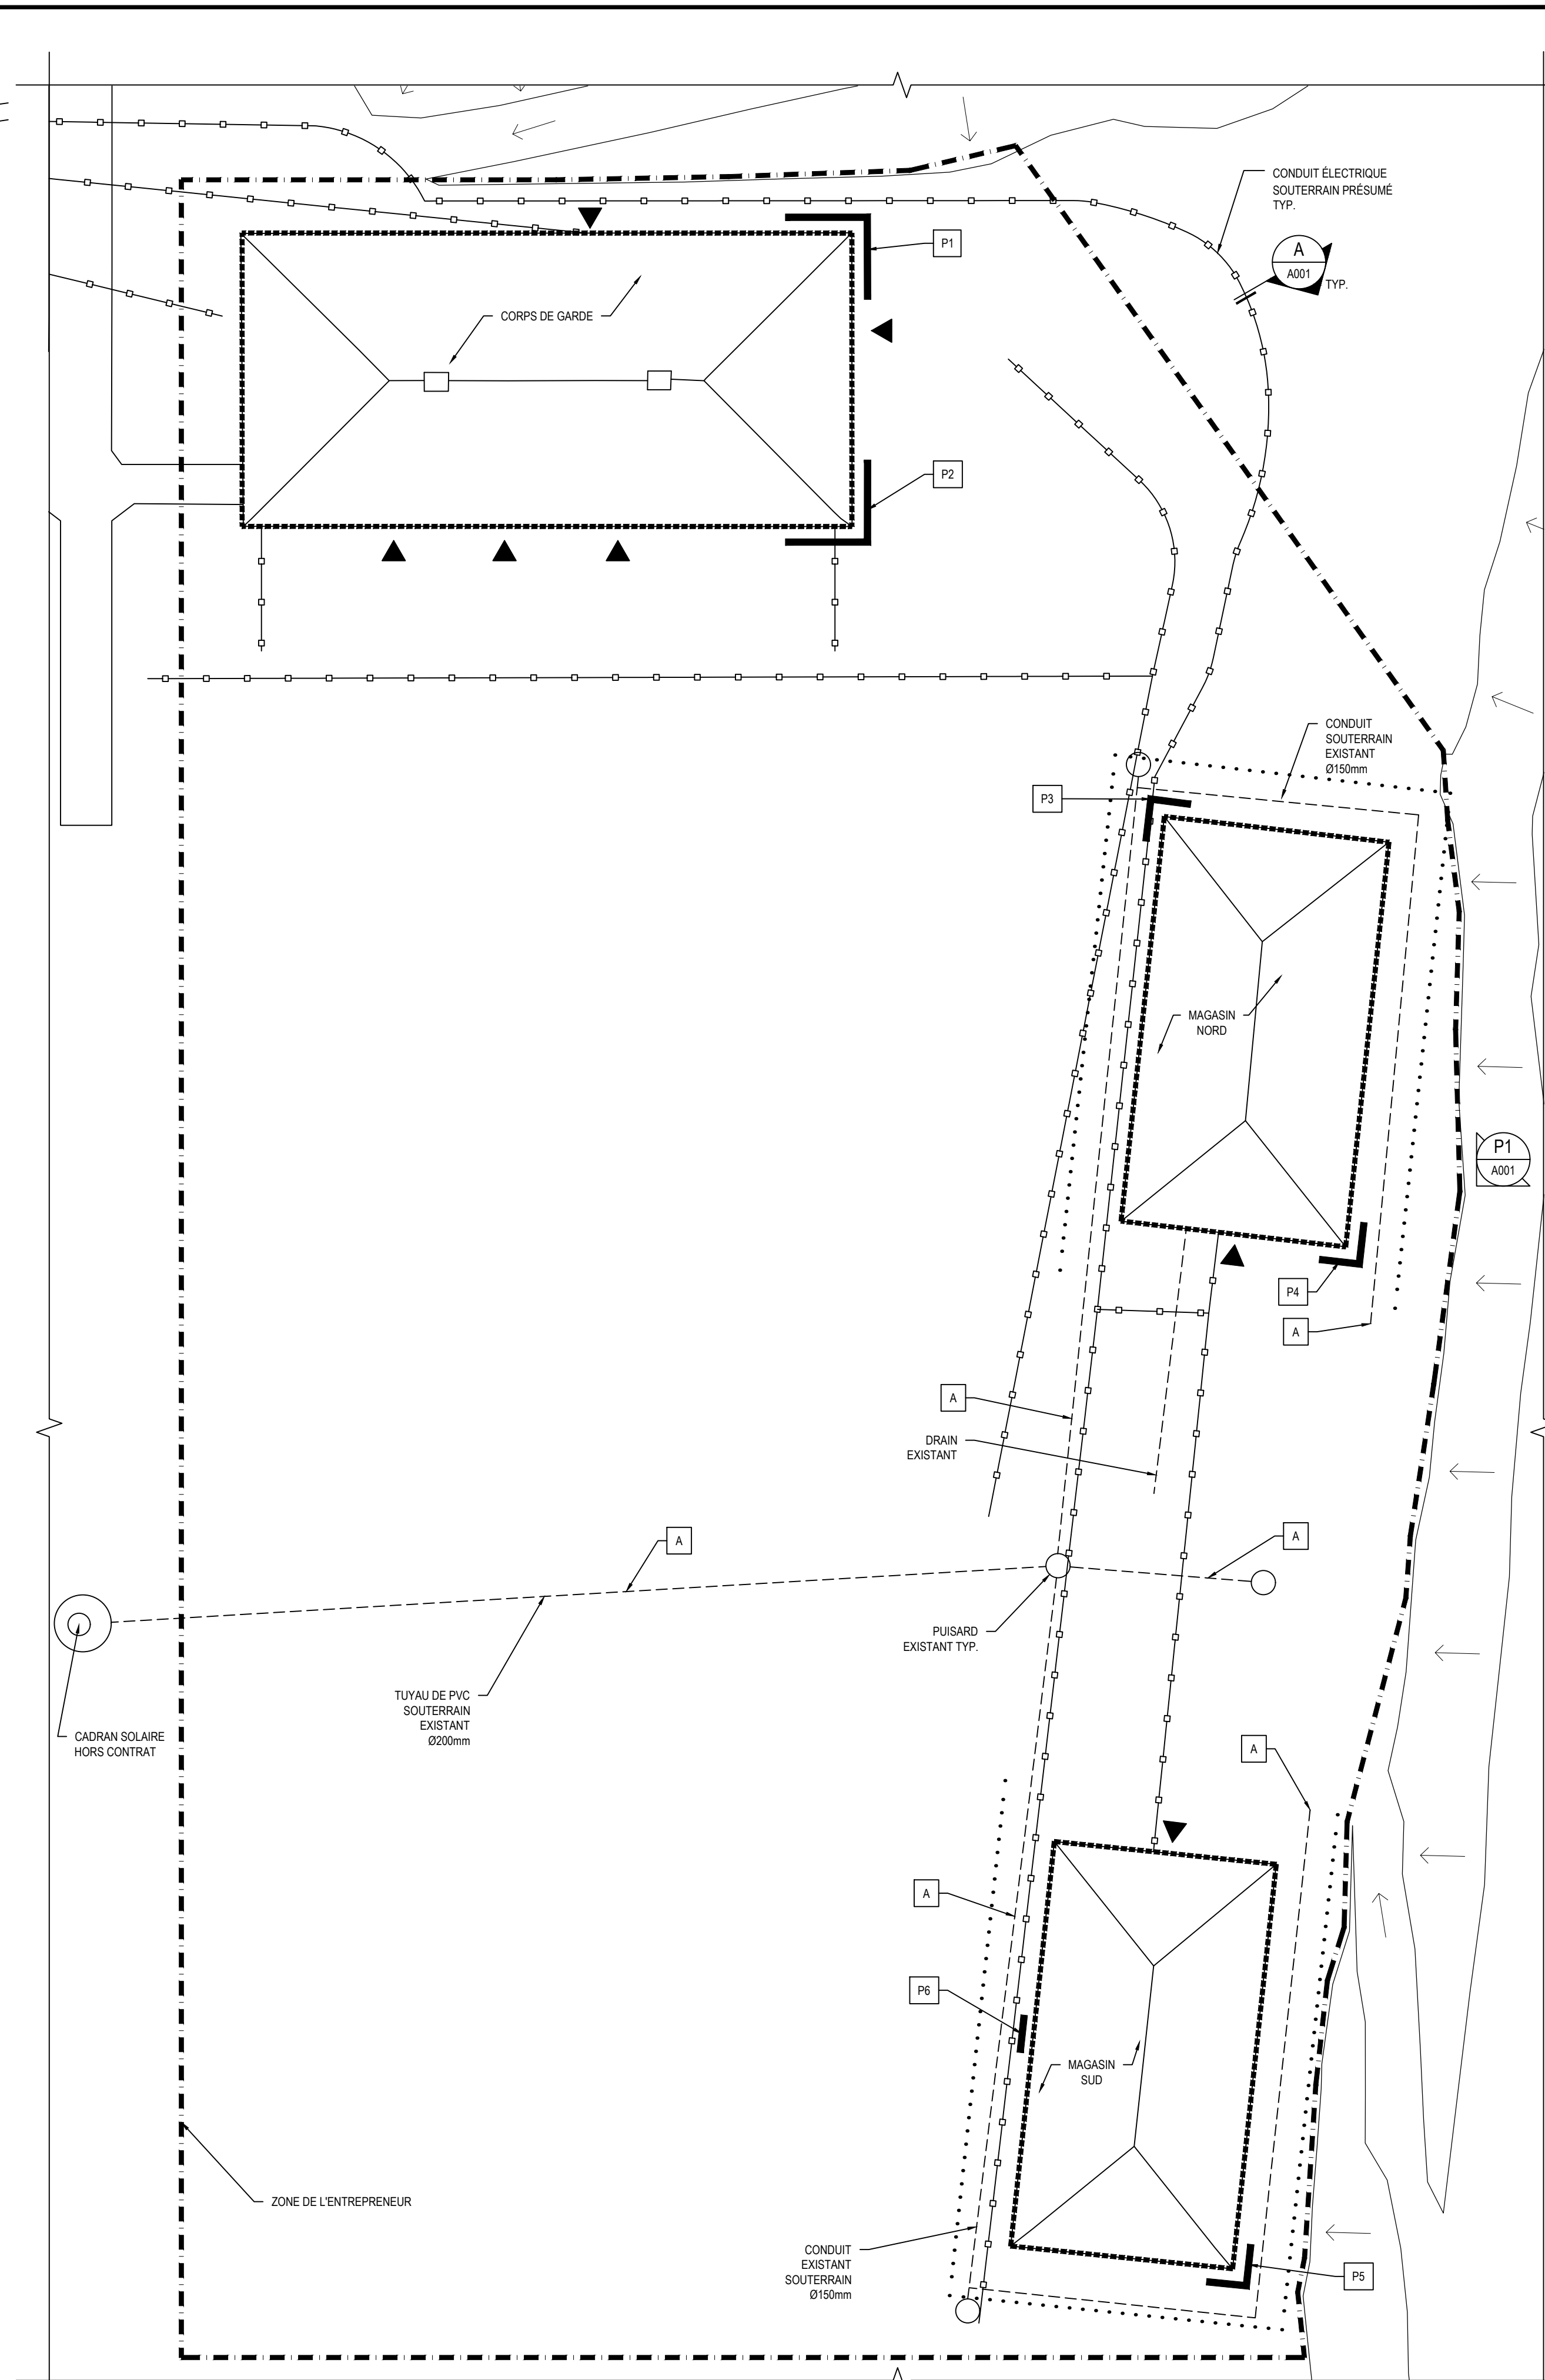 CONDUIT ÉLECTRIQUE
SOUTERRAIN PRÉSUMÉ
TYP.
P1
A
A001
TYP.
CORPS DE GARDE
P2
CONDUIT
SOUTERRAIN
EXISTANT
Ø150mm
P3
MAGASIN
NORD
P1
A001
P4
A
A
DRAIN
EXISTANT
A
A
PUISARD
EXISTANT TYP.
TUYAU DE PVC
SOUTERRAIN
EXISTANT
Ø200mm
CADRAN SOLAIRE
HORS CONTRAT
A
A
P6
MAGASIN
SUD
ZONE DE L'ENTREPRENEUR
CONDUIT
EXISTANT
SOUTERRAIN
Ø150mm
P5